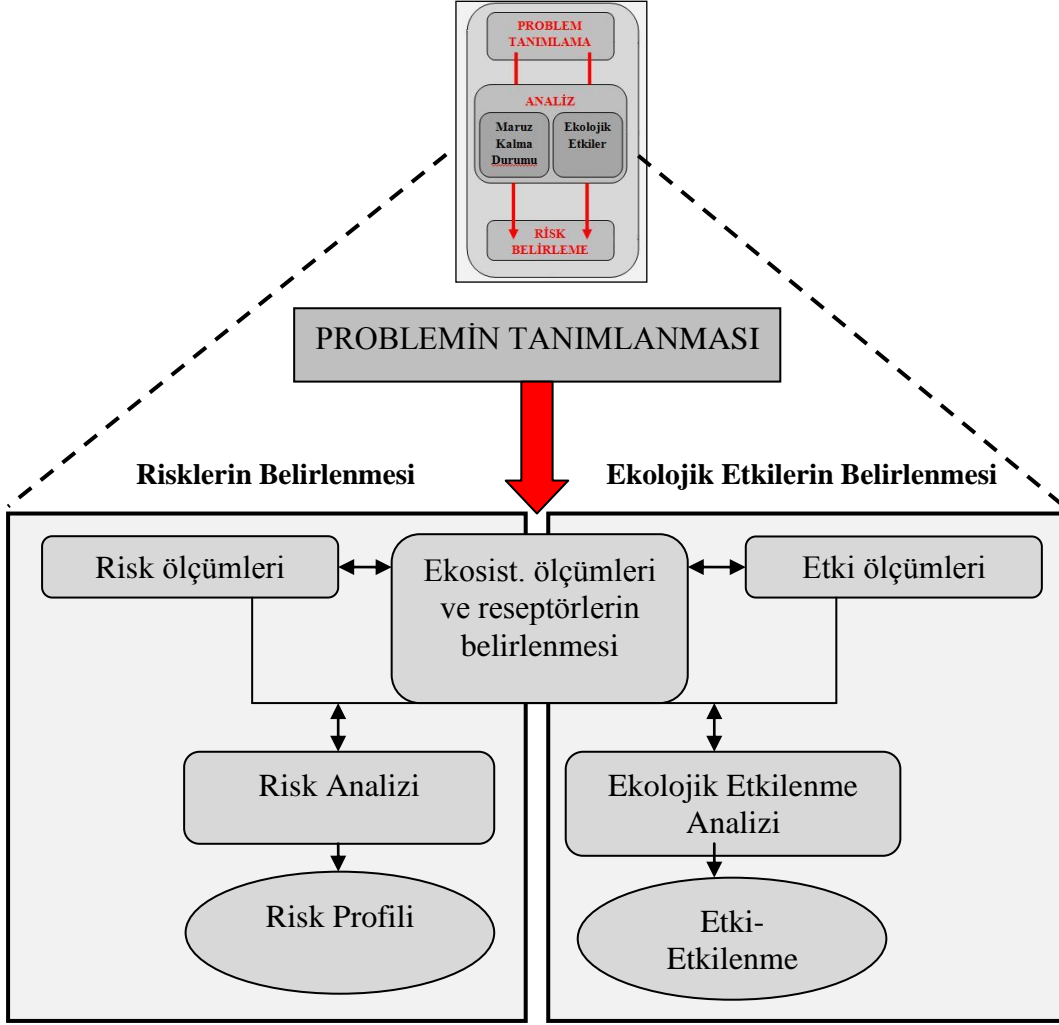 PROBLEM
TANIMLAMA
ANALİZ
Maruz
Kalma
Durumu
Ekolojik
Etkiler
RİSK
BELİRLEME
PROBLEMİN TANIMLANMASI
Risklerin Belirlenmesi
Ekolojik Etkilerin Belirlenmesi
Risk ölçümleri
Ekosist. ölçümleri
ve reseptörlerin
belirlenmesi
Etki ölçümleri
Risk Analizi
Ekolojik Etkilenme
Analizi
Risk Profili
Etki-
Etkilenme